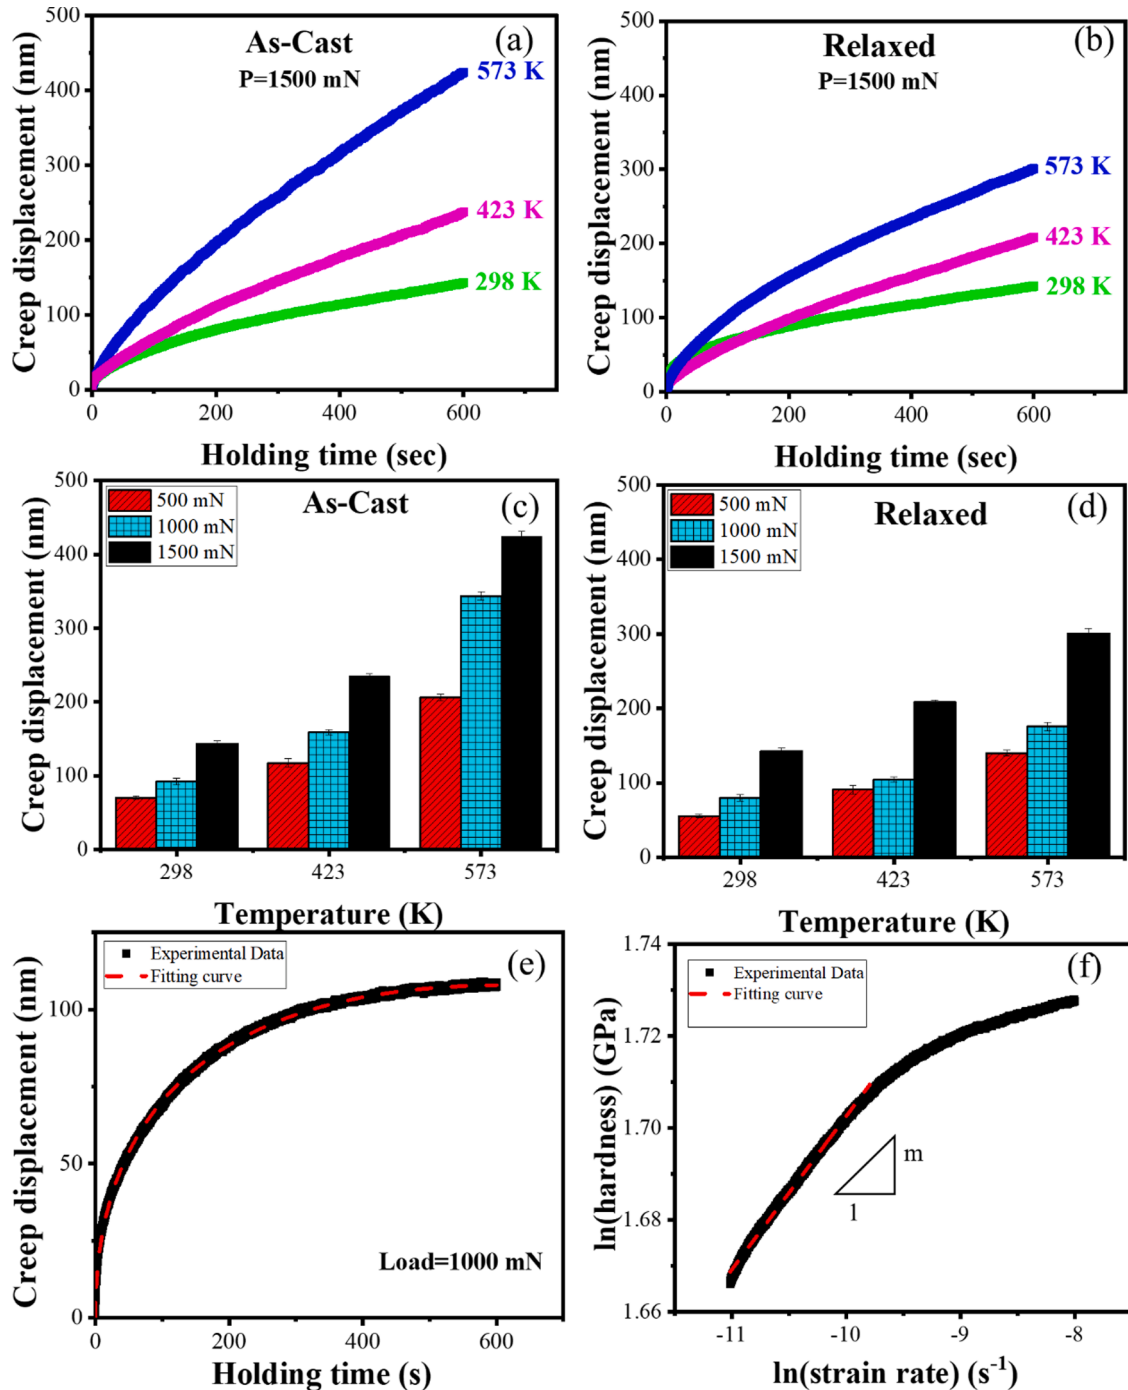 As-Cast
(a)
P=1500 mN
573 K
423 K
298 K
500
400
300
200
100
0
0
200
400
600
Creep displacement (nm)
Holding time (sec)
Relaxed
(b)
P=1500 mN
573 K
423 K
298 K
500
400
300
200
100
0
0
200
400
600
Creep displacement (nm)
Holding time (sec)
500 mN
1000 mN
1500 mN
As-Cast
(c)
500
400
300
200
100
0
298
423
573
Creep displacement (nm)
Temperature (K)
500 mN
1000 mN
1500 mN
Relaxed
(d)
500
400
300
200
100
0
298
423
573
Creep displacement (nm)
Temperature (K)
Experimental Data
Fitting curve
(e)
100
50
0
0
200
400
600
Load=1000 mN
Creep displacement (nm)
Holding time (s)
Experimental Data
Fitting curve
(f)
1.74
1.72
1.70
1.68
1.66
m
1
-11
-10
-9
-8
ln(hardness) (GPa)
ln(strain rate) (s⁻¹)